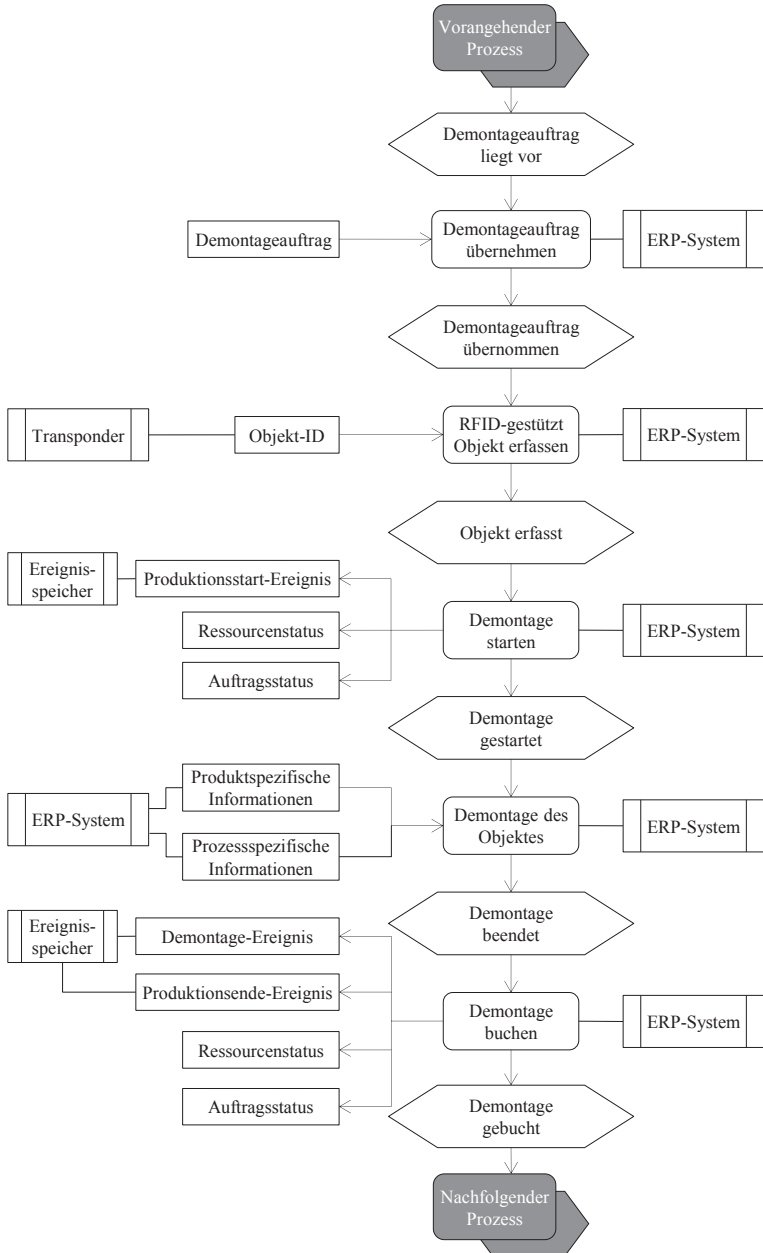 Vorangehender
Prozess
Demontageauftrag
liegt vor
Demontageauftrag
Demontageauftrag
übernehmen
ERP-System
Demontageauftrag
übernommen
Transponder
Objekt-ID
RFID-gestützt
Objekt erfassen
ERP-System
Objekt erfasst
Ereignis-
speicher
Produktionsstart-Ereignis
Ressourcenstatus
Auftragsstatus
Demontage
starten
ERP-System
Demontage
gestartet
ERP-System
Produktspezifische
Informationen
Prozessspezifische
Informationen
Demontage des
Objektes
ERP-System
Demontage
beendet
Ereignis-
speicher
Demontage-Ereignis
Produktionsende-Ereignis
Ressourcenstatus
Auftragsstatus
Demontage
buchen
ERP-System
Demontage
gebucht
Nachfolgender
Prozess